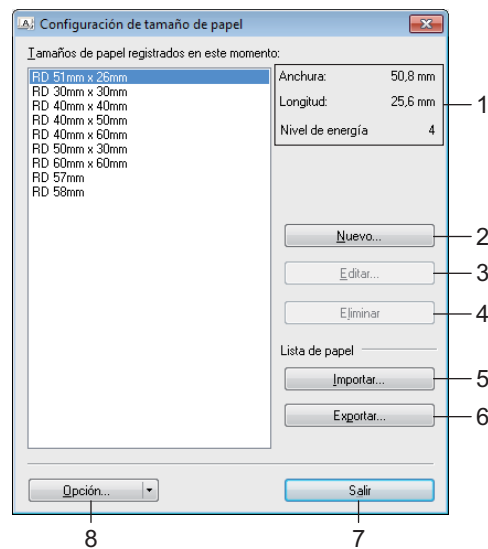 Configuración de tamaño de papel
Tamaños de papel registrados en este momento:
RD 51mm x 26mm
RD 30mm x 30mm
RD 40mm x 40mm
RD 40mm x 50mm
RD 40mm x 60mm
RD 50mm x 30mm
RD 60mm x 60mm
RD 57mm
RD 58mm
Anchura: 50,8 mm
Longitud: 25,6 mm
Nivel de energía 4
1
Nuevo... 2
Editar... 3
Eliminar 4
Lista de papel
Importar... 5
Exportar... 6
Opción... Salir
8 7